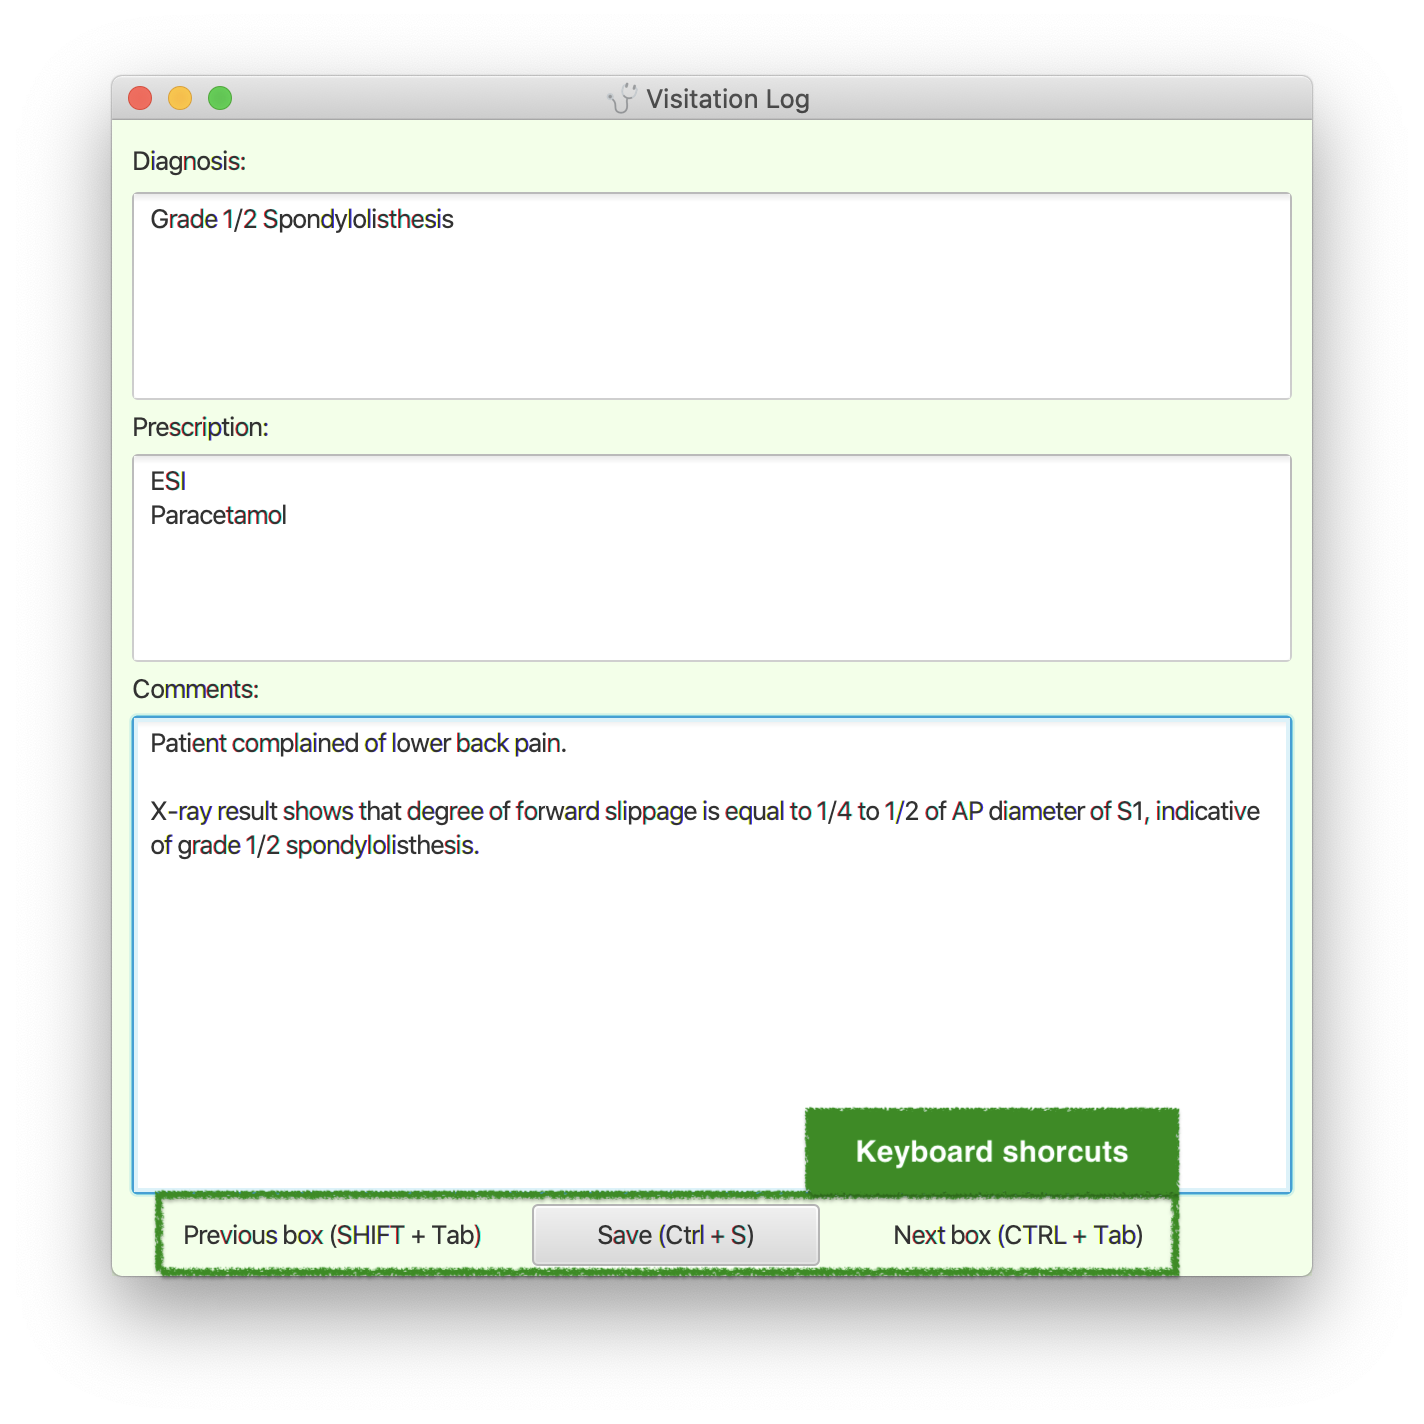 Visitation Log
Diagnosis:
Grade 1/2 Spondylolisthesis
Prescription:
ESI
Paracetamol
Comments:
Patient complained of lower back pain.
X-ray result shows that degree of forward slippage is equal to 1/4 to 1/2 of AP diameter of S1, indicative
of grade 1/2 spondylolisthesis.
Keyboard shorcuts
Previous box (SHIFT + Tab)
Save (Ctrl + S)
Next box (CTRL + Tab)